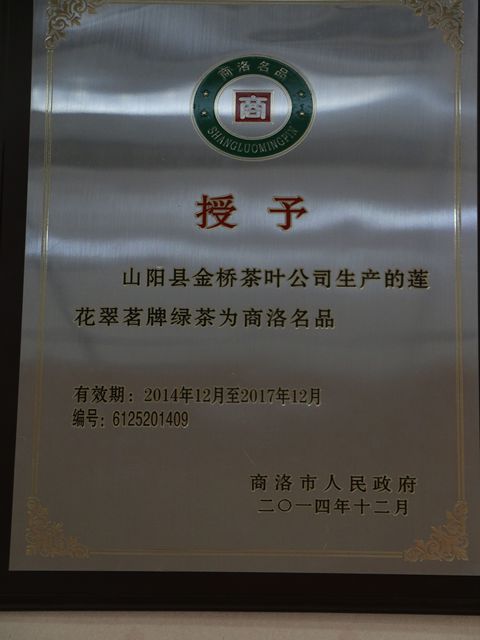 商洛名品
商
SHANGLUOMINGPIN
授予
山阳县金桥茶叶公司生产的莲
花翠茗牌绿茶为商洛名品
有效期：2014年12月至2017年12月
编号：6125201409
商洛市人民政府
二〇一四年十二月